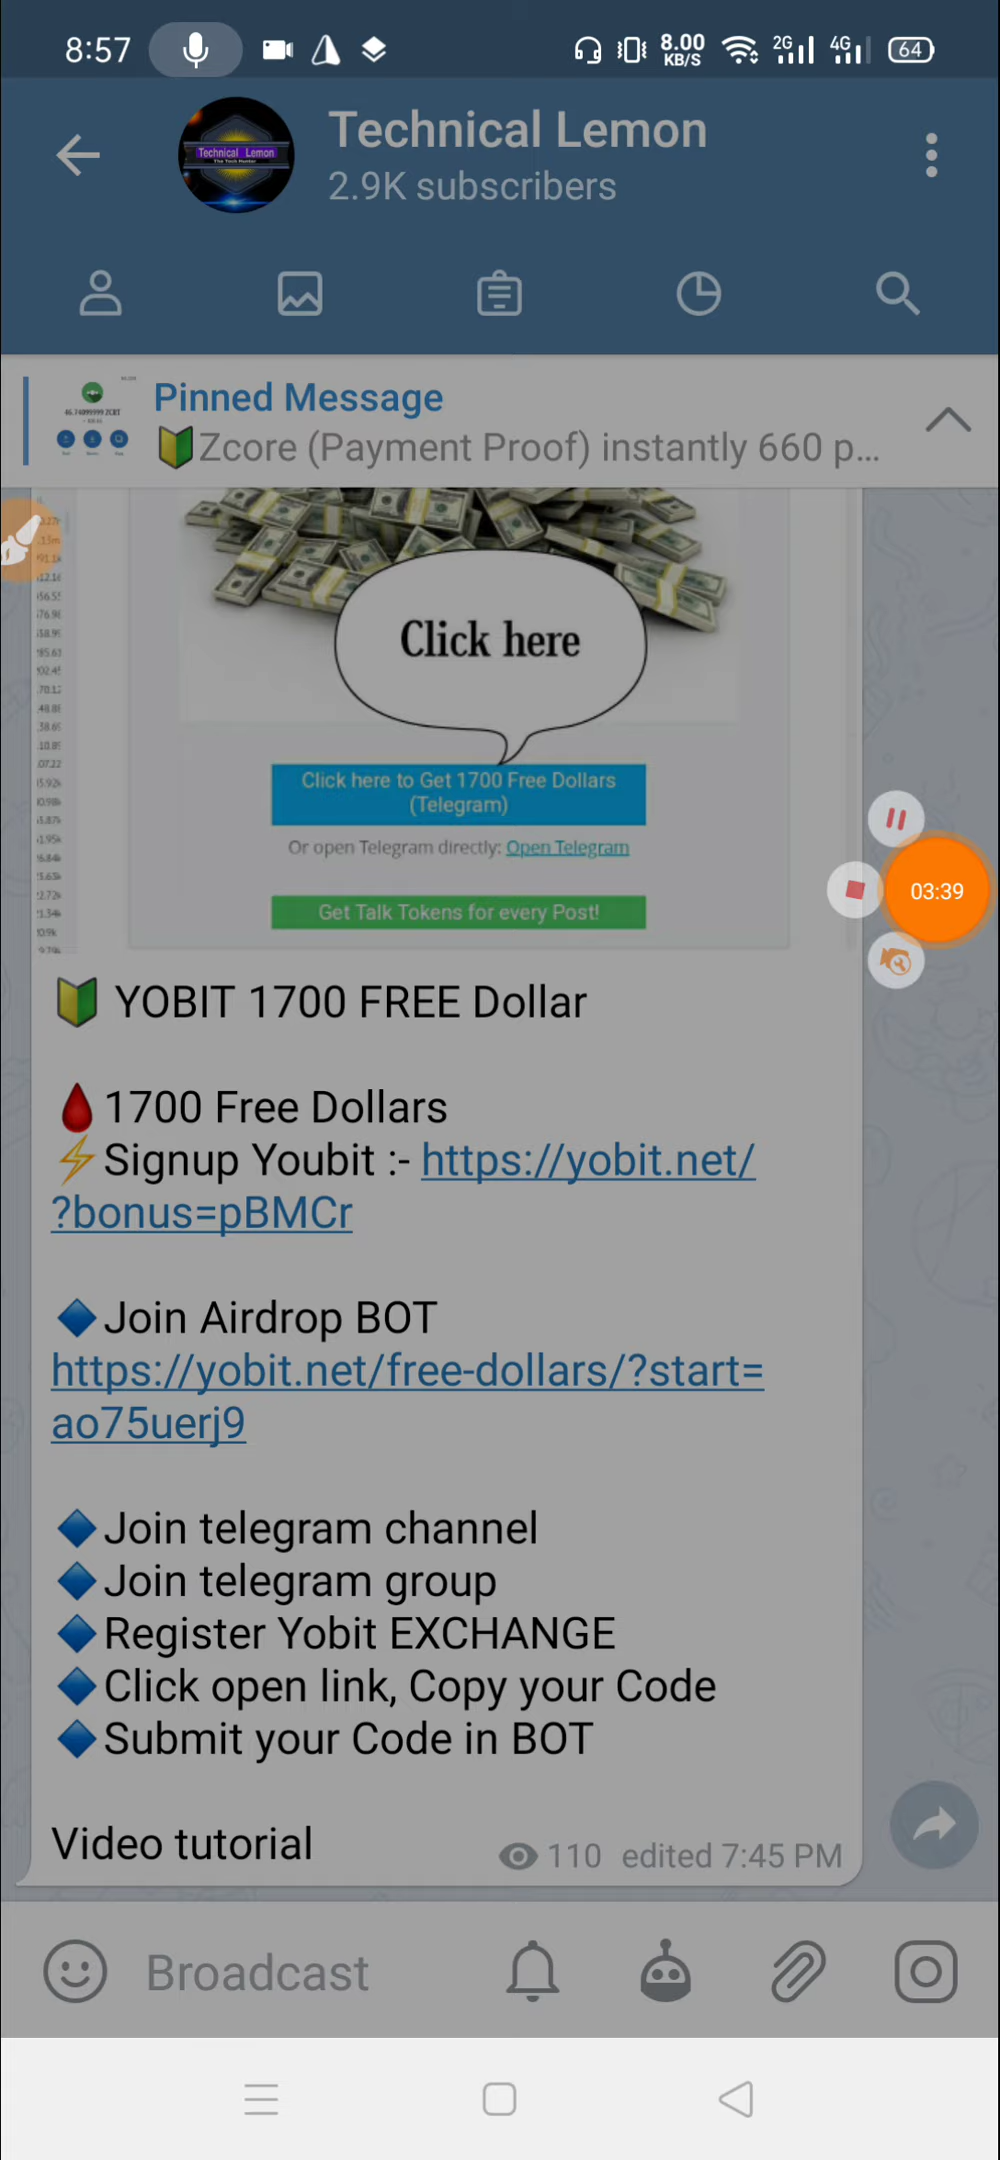 8:57
8.00
KB/S
2G
4G
64
Technical Lemon
Technical Lemon
2.9K subscribers
Pinned Message
🔰Zcore (Payment Proof) instantly 660 p...
Click here
Click here to Get 1700 Free Dollars
(Telegram)
Or open Telegram directly: Open Telegram
Get Talk Tokens for every Post!
03:39
🔰 YOBIT 1700 FREE Dollar
🩸1700 Free Dollars
⚡Signup Youbit :- https://yobit.net/
?bonus=pBMCr
🔷Join Airdrop BOT
https://yobit.net/free-dollars/?start=
ao75uerj9
🔷Join telegram channel
🔷Join telegram group
🔷Register Yobit EXCHANGE
🔷Click open link, Copy your Code
🔷Submit your Code in BOT
Video tutorial
110 edited 7:45 PM
Broadcast